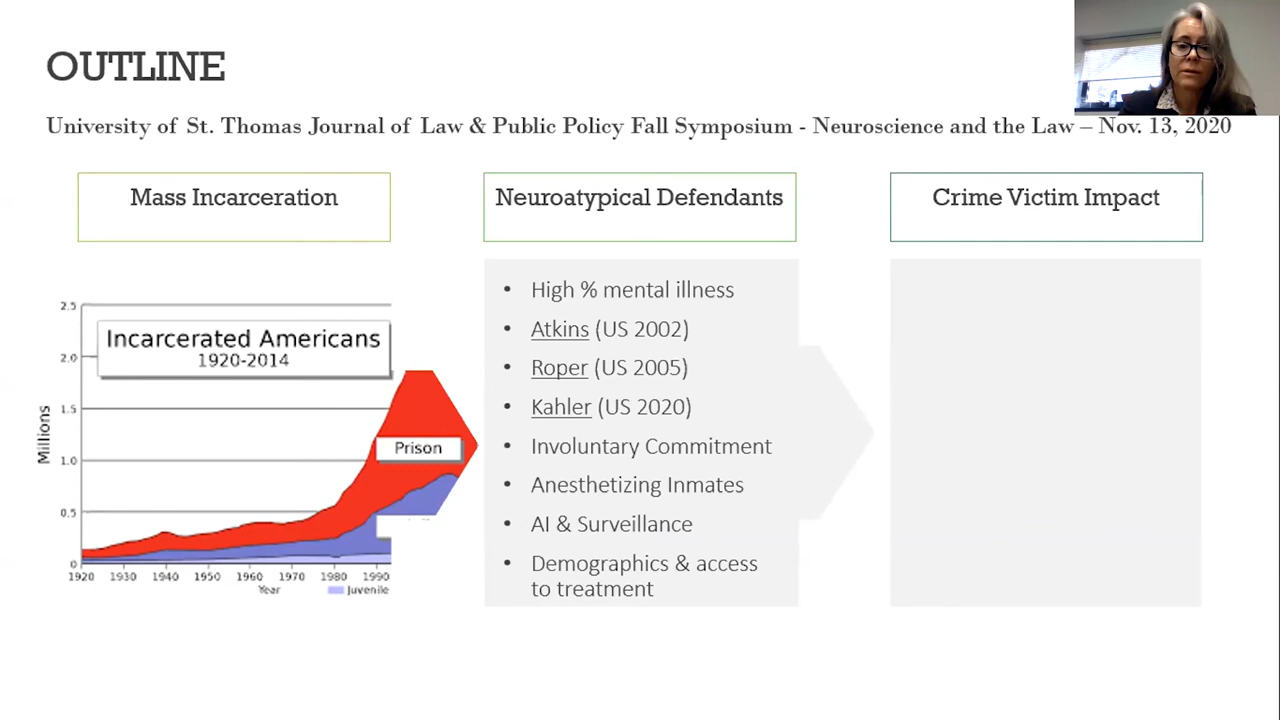 OUTLINE
University of St. Thomas Journal of Law & Public Policy Fall Symposium - Neuroscience and the Law – Nov. 13, 2020
Mass Incarceration
2.5
Incarcerated Americans
1920-2014
2.0
1.5
Millions
Prison
1.0
0.5
0
1920 1930 1940 1950 1960 1970 1980 1990
Year
Juvenile
Neuroatypical Defendants
• High % mental illness
• Atkins (US 2002)
• Roper (US 2005)
• Kahler (US 2020)
• Involuntary Commitment
• Anesthetizing Inmates
• AI & Surveillance
• Demographics & access
to treatment
Crime Victim Impact